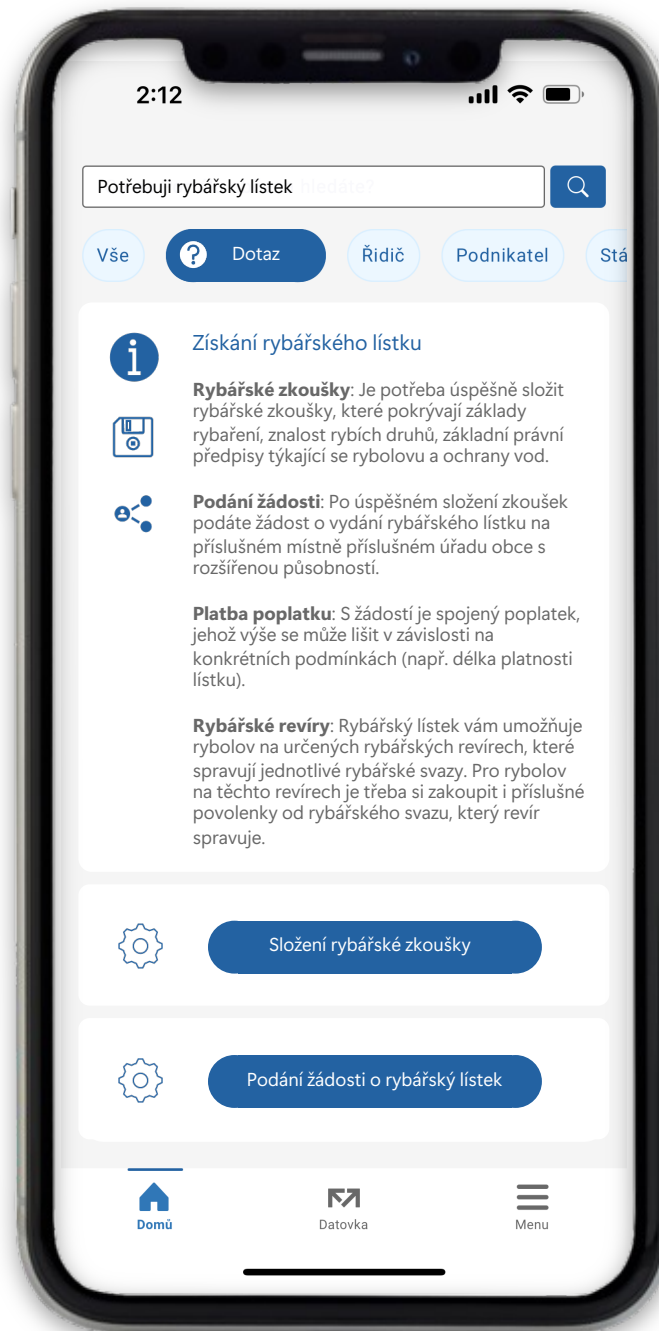 2:12
Potřebuji rybářský lístek hledáte?
Vše
Dotaz
Řidič
Podnikatel
Stá
Získání rybářského lístku
Rybářské zkoušky: Je potřeba úspěšně složit
rybářské zkoušky, které pokrývají základy
rybaření, znalost rybích druhů, základní právní
předpisy týkající se rybolovu a ochrany vod.
Podání žádosti: Po úspěšném složení zkoušek
podáte žádost o vydání rybářského lístku na
příslušném místně příslušném úřadu obce s
rozšířenou působností.
Platba poplatku: S žádostí je spojený poplatek,
jehož výše se může lišit v závislosti na
konkrétních podmínkách (např. délka platnosti
lístku).
Rybářské revíry: Rybářský lístek vám umožňuje
rybolov na určených rybářských revírech, které
spravují jednotlivé rybářské svazy. Pro rybolov
na těchto revírech je třeba si zakoupit i příslušné
povolenky od rybářského svazu, který revír
spravuje.
Složení rybářské zkoušky
Podání žádosti o rybářský lístek
Domů
Datovka
Menu